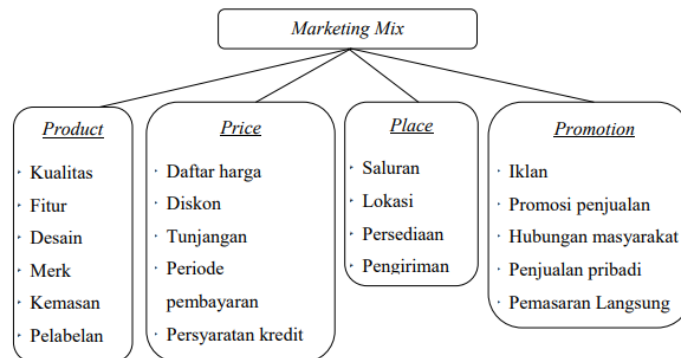 Marketing Mix
Product
Kualitas
Fitur
Desain
Merk
Kemasan
Pelabelan
Price
Daftar harga
Diskon
Tunjangan
Periode
pembayaran
Persyaratan kredit
Place
Saluran
Lokasi
Persediaan
Pengiriman
Promotion
Iklan
Promosi penjualan
Hubungan masyarakat
Penjualan pribadi
Pemasaran Langsung